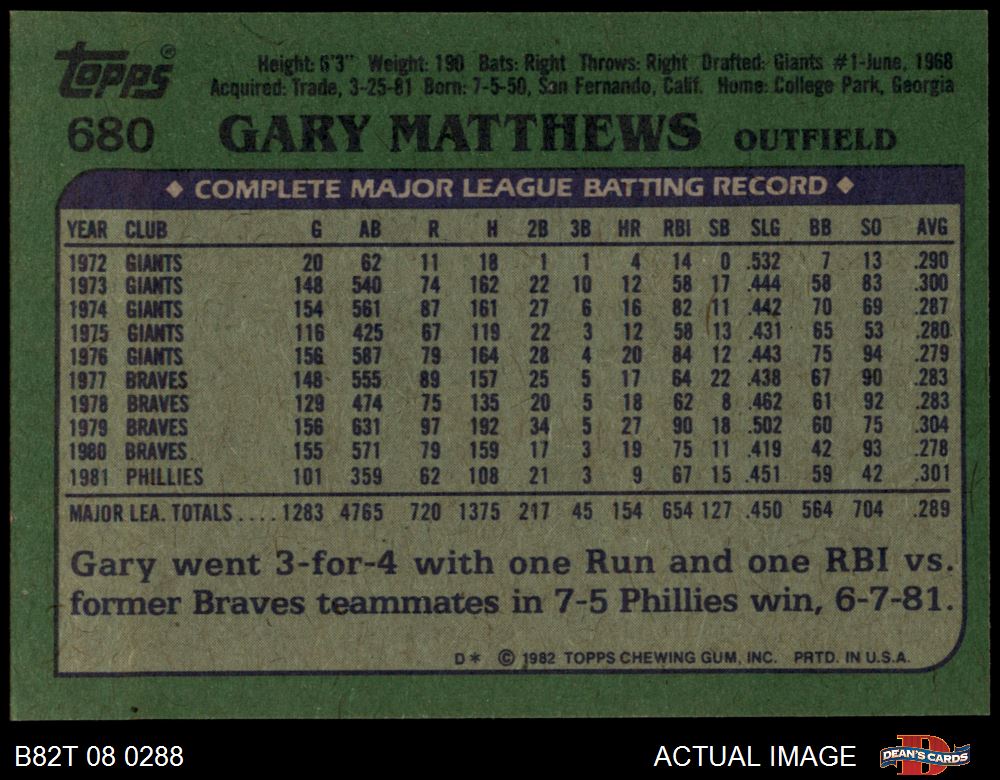 Topps®
Height: 6'3" Weight: 190 Bats: Right Throws: Right Drafted: Giants #1-June, 1968
Acquired: Trade, 3-25-81 Born: 7-5-50, San Fernando, Calif. Home: College Park, Georgia
680 GARY MATTHEWS OUTFIELD
◆ COMPLETE MAJOR LEAGUE BATTING RECORD ◆
YEAR CLUB G AB R H 2B 3B HR RBI SB SLG BB SO AVG
1972 GIANTS 20 62 11 18 1 1 4 14 0 .532 7 13 .290
1973 GIANTS 148 540 74 162 22 10 12 58 17 .444 58 83 .300
1974 GIANTS 154 561 87 161 27 6 16 82 11 .442 70 69 .287
1975 GIANTS 116 425 67 119 22 3 12 58 13 .431 65 53 .280
1976 GIANTS 156 587 79 164 28 4 20 84 12 .443 75 94 .279
1977 BRAVES 148 555 89 157 25 5 17 64 22 .438 67 90 .283
1978 BRAVES 129 474 75 135 20 5 18 62 8 .462 61 92 .283
1979 BRAVES 156 631 97 192 34 5 27 90 18 .502 60 75 .304
1980 BRAVES 155 571 79 159 17 3 19 75 11 .419 42 93 .278
1981 PHILLIES 101 359 62 108 21 3 9 67 15 .451 59 42 .301
MAJOR LEA. TOTALS .... 1283 4765 720 1375 217 45 154 654 127 .450 564 704 .289
Gary went 3-for-4 with one Run and one RBI vs.
former Braves teammates in 7-5 Phillies win, 6-7-81.
D* © 1982 TOPPS CHEWING GUM, INC. PRTD. IN U.S.A.
B82T 08 0288 ACTUAL IMAGE DEAN'S CARDS